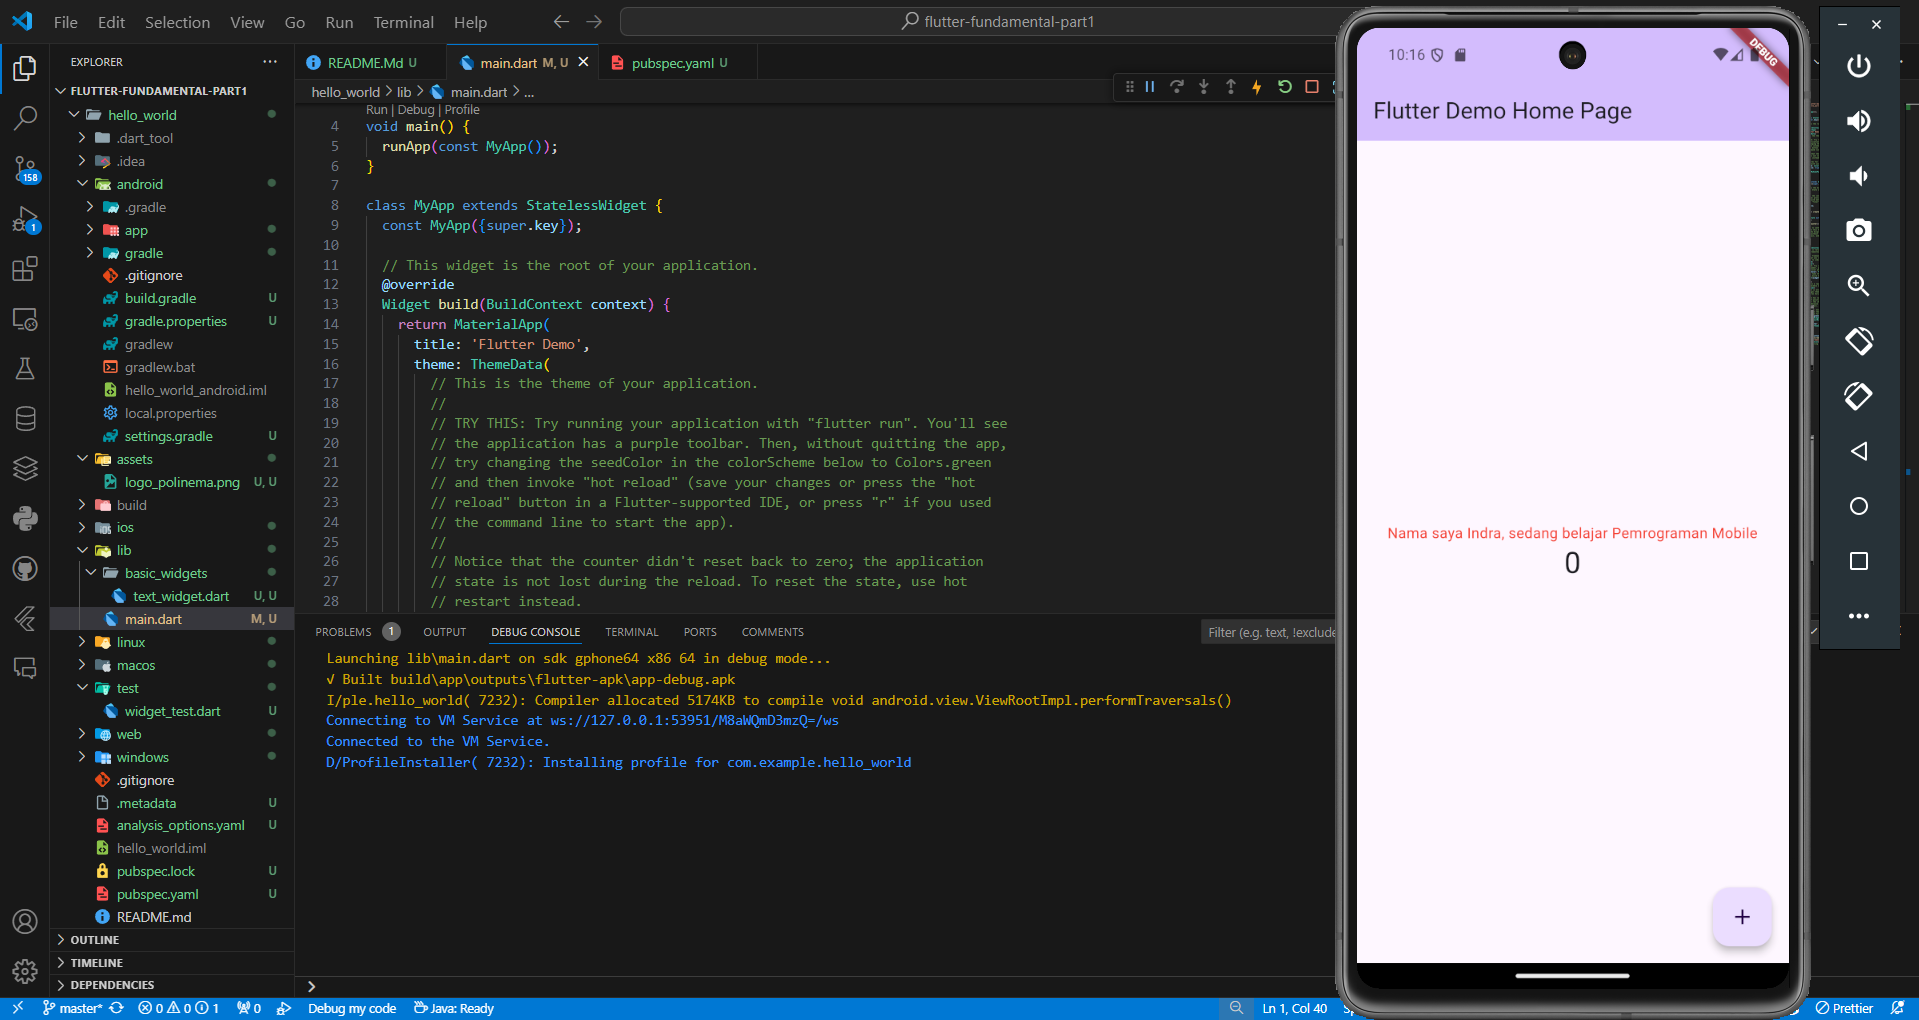 File Edit Selection View Go Run Terminal Help
flutter-fundamental-part1
EXPLORER
FLUTTER-FUNDAMENTAL-PART1
hello_world
.dart_tool
.idea
android
.gradle
app
gradle
.gitignore
build.gradle U
gradle.properties U
gradlew
gradlew.bat
hello_world_android.iml
local.properties
settings.gradle U
assets
logo_polinema.png U, U
build
ios
lib
basic_widgets
text_widget.dart U, U
main.dart M, U
linux
macos
test
widget_test.dart U
web
windows
.gitignore
.metadata U
analysis_options.yaml U
hello_world.iml
pubspec.lock U
pubspec.yaml U
README.md
OUTLINE
TIMELINE
DEPENDENCIES
158
1
README.Md U
main.dart M, U
pubspec.yaml U
hello_world > lib > main.dart > ...
Run | Debug | Profile
4 void main() {
5 runApp(const MyApp());
6 }
7
8 class MyApp extends StatelessWidget {
9 const MyApp({super.key});
10
11 // This widget is the root of your application.
12 @override
13 Widget build(BuildContext context) {
14 return MaterialApp(
15 title: 'Flutter Demo',
16 theme: ThemeData(
17 // This is the theme of your application.
18 //
19 // TRY THIS: Try running your application with "flutter run". You'll see
20 // the application has a purple toolbar. Then, without quitting the app,
21 // try changing the seedColor in the colorScheme below to Colors.green
22 // and then invoke "hot reload" (save your changes or press the "hot
23 // reload" button in a Flutter-supported IDE, or press "r" if you used
24 // the command line to start the app).
25 //
26 // Notice that the counter didn't reset back to zero; the application
27 // state is not lost during the reload. To reset the state, use hot
28 // restart instead.
PROBLEMS 1 OUTPUT DEBUG CONSOLE TERMINAL PORTS COMMENTS
Filter (e.g. text, !exclude
Launching lib\main.dart on sdk gphone64 x86 64 in debug mode...
√ Built build\app\outputs\flutter-apk\app-debug.apk
I/ple.hello_world( 7232): Compiler allocated 5174KB to compile void android.view.ViewRootImpl.performTraversals()
Connecting to VM Service at ws://127.0.0.1:53951/M8aWQmD3mzQ=/ws
Connected to the VM Service.
D/ProfileInstaller( 7232): Installing profile for com.example.hello_world
10:16
DEBUG
Flutter Demo Home Page
Nama saya Indra, sedang belajar Pemrograman Mobile
0
+
master* 0 0 1 0 Debug my code Java: Ready
Ln 1, Col 40
Prettier